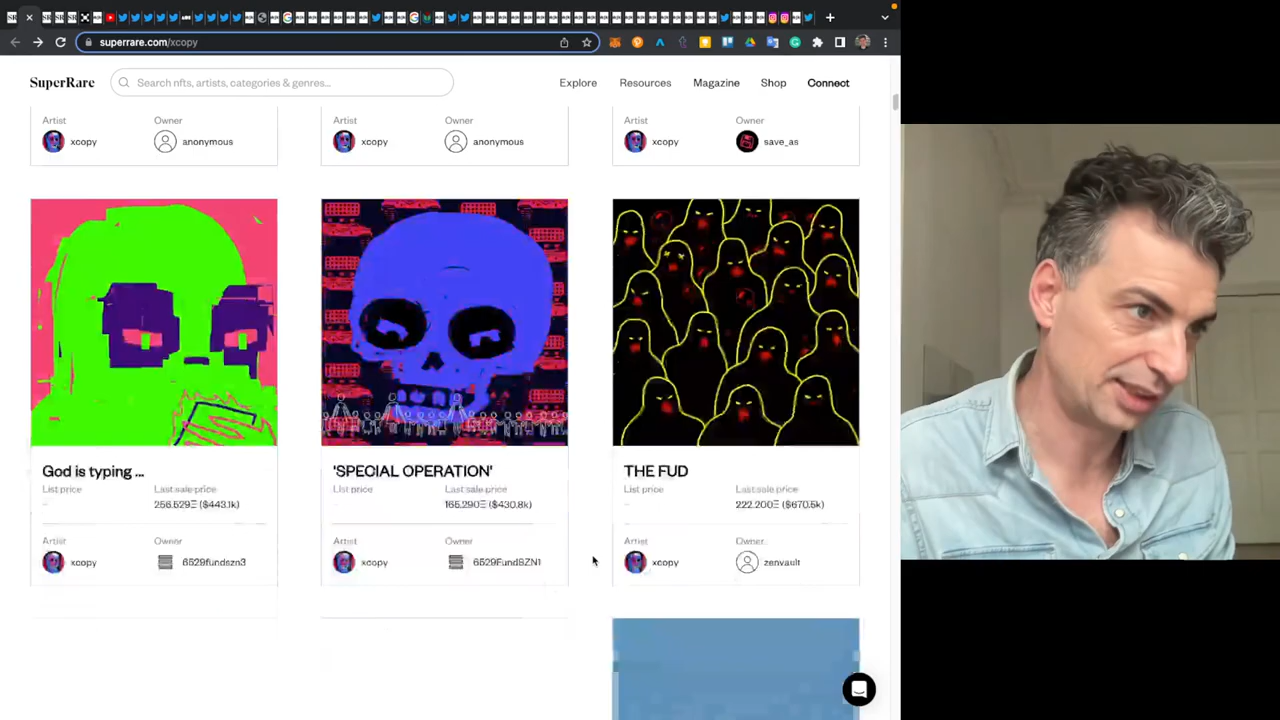 superrare.com/xcopy
SuperRare
Search nfts, artists, categories & genres...
Explore
Resources
Magazine
Shop
Connect
Artist
Owner
xcopy
anonymous
Artist
Owner
xcopy
anonymous
Artist
Owner
xcopy
save_as
God is typing ...
List price
Last sale price
-
256.529Ξ ($443.1k)
Artist
Owner
xcopy
6529fundszn3
'SPECIAL OPERATION'
List price
Last sale price
-
165.290Ξ ($430.8k)
Artist
Owner
xcopy
6529FundSZN1
THE FUD
List price
Last sale price
-
222.200Ξ ($670.5k)
Artist
Owner
xcopy
zenvault